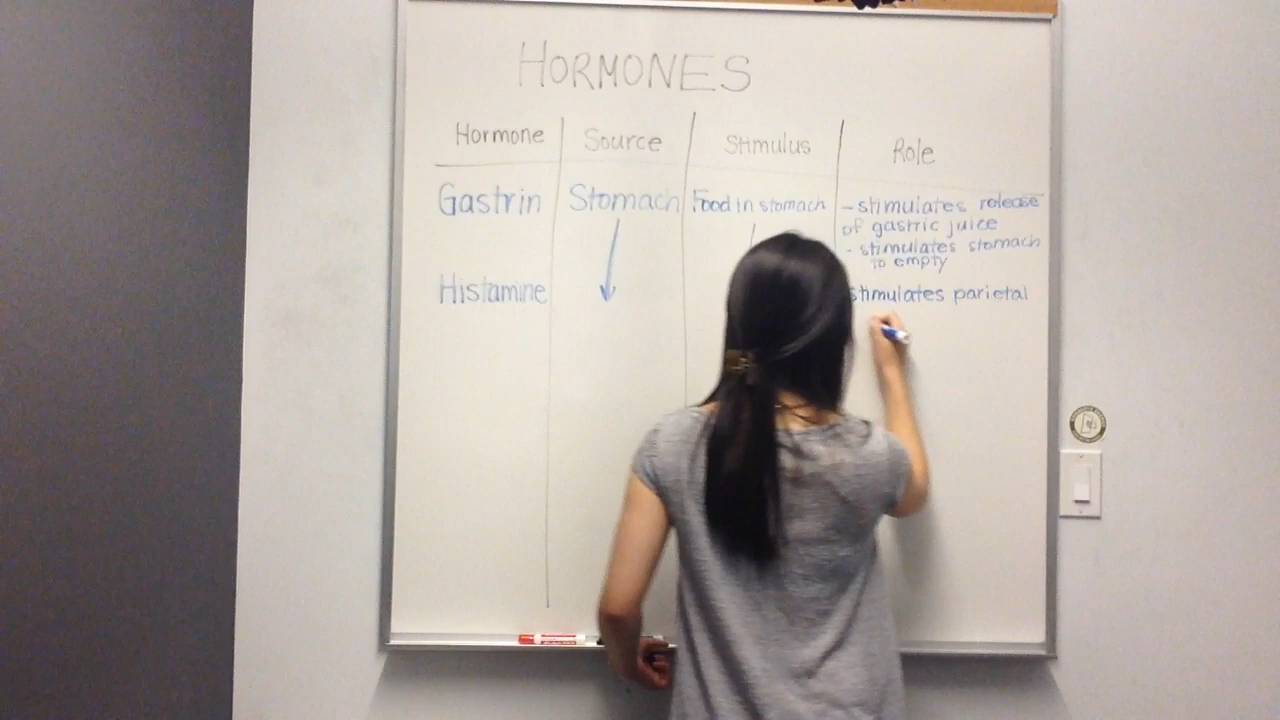 HORMONES
Hormone Source Stimulus Role
Gastrin Stomach Food in stomach -stimulates release
of gastric juice
- stimulates stomach
to empty
Histamine stimulates parietal